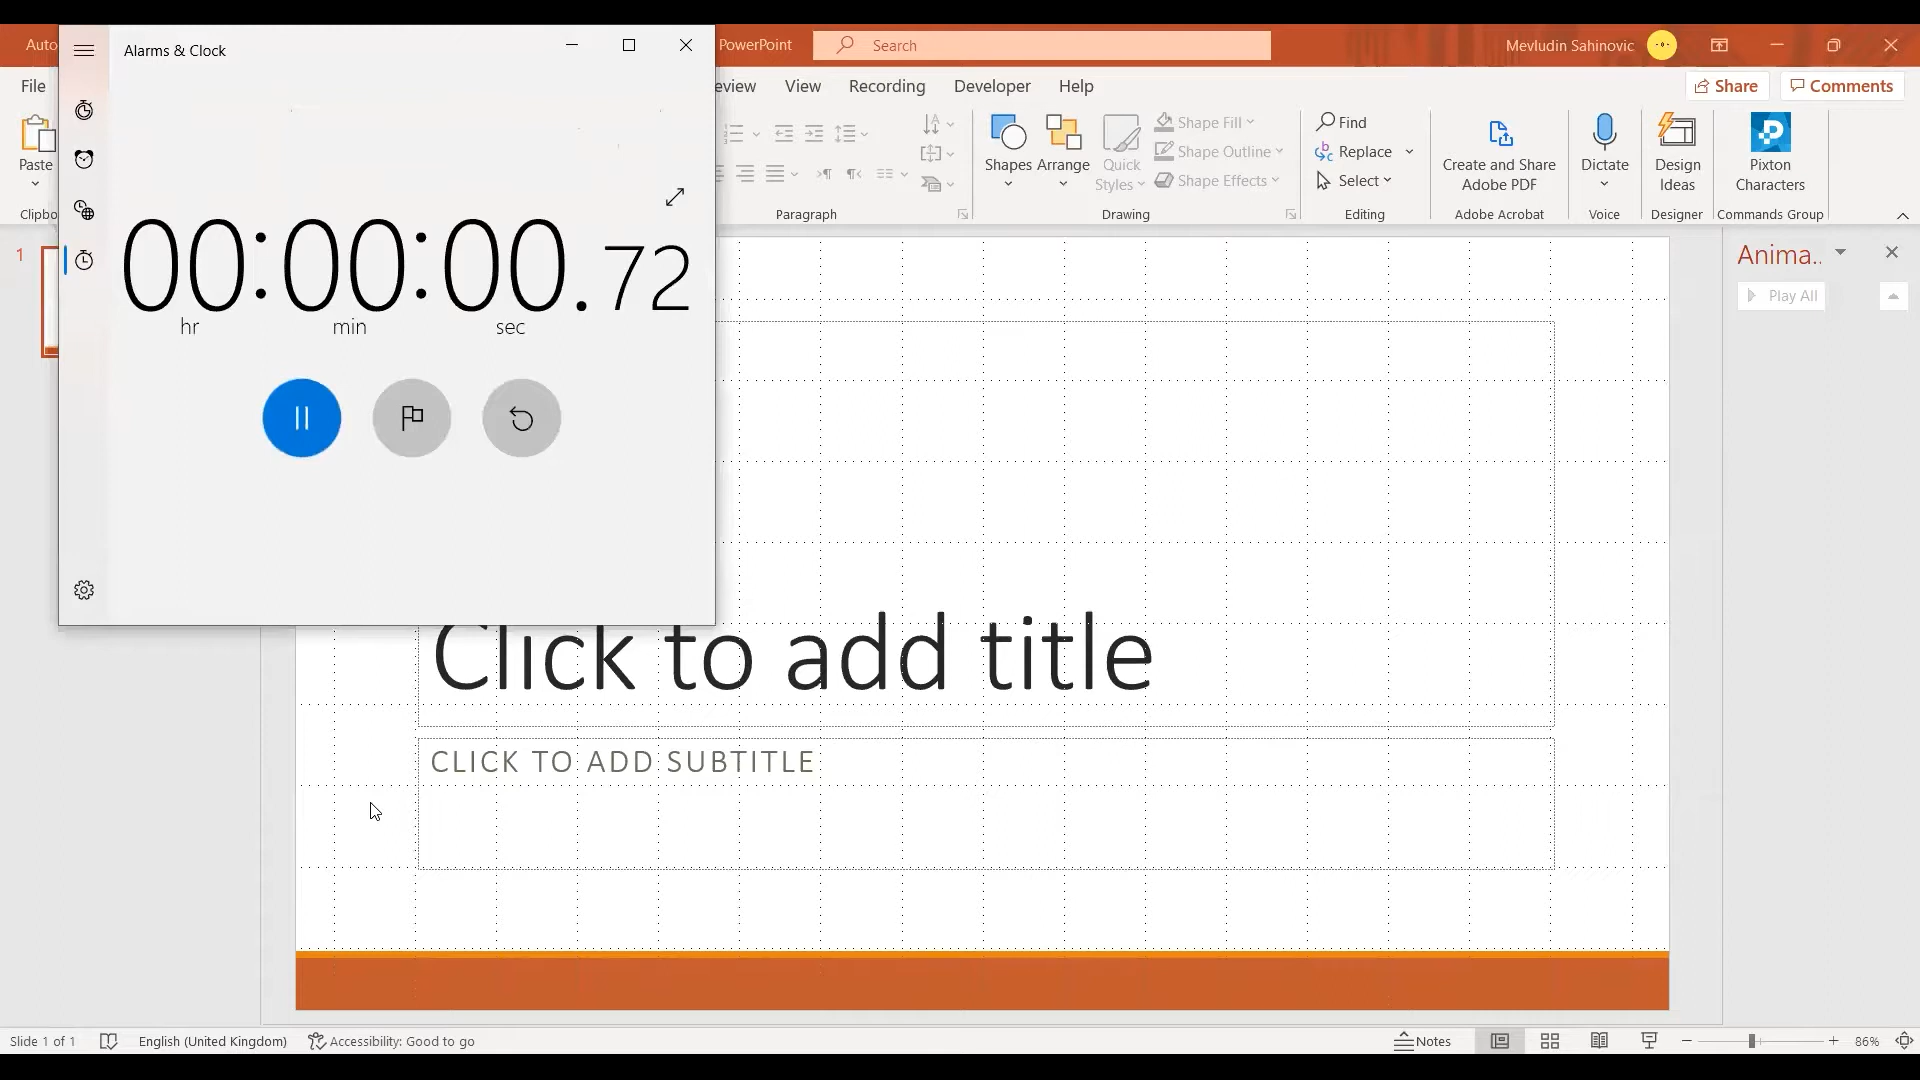 Auto
Alarms & Clock
PowerPoint
Search
Mevludin Sahinovic
File
eview
View
Recording
Developer
Help
Share
Comments
Paste
Shapes
Arrange
Quick
Styles
Shape Fill
Shape Outline
Shape Effects
Find
Replace
Select
Create and Share
Adobe PDF
Dictate
Design
Ideas
Pixton
Characters
Clipbo
Paragraph
Drawing
Editing
Adobe Acrobat
Voice
Designer
Commands Group
00:00:00.72
hr min sec
1
Anima..
Play All
Click to add title
CLICK TO ADD SUBTITLE
Slide 1 of 1
English (United Kingdom)
Accessibility: Good to go
Notes
86%